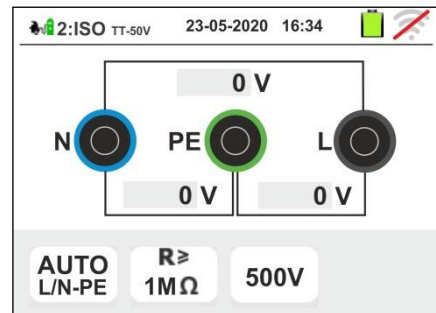 2:ISO TT-50V 23-05-2020 16:34
0 V
N PE L
0 V 0 V
AUTO R≥ 500V
L/N-PE 1MΩ